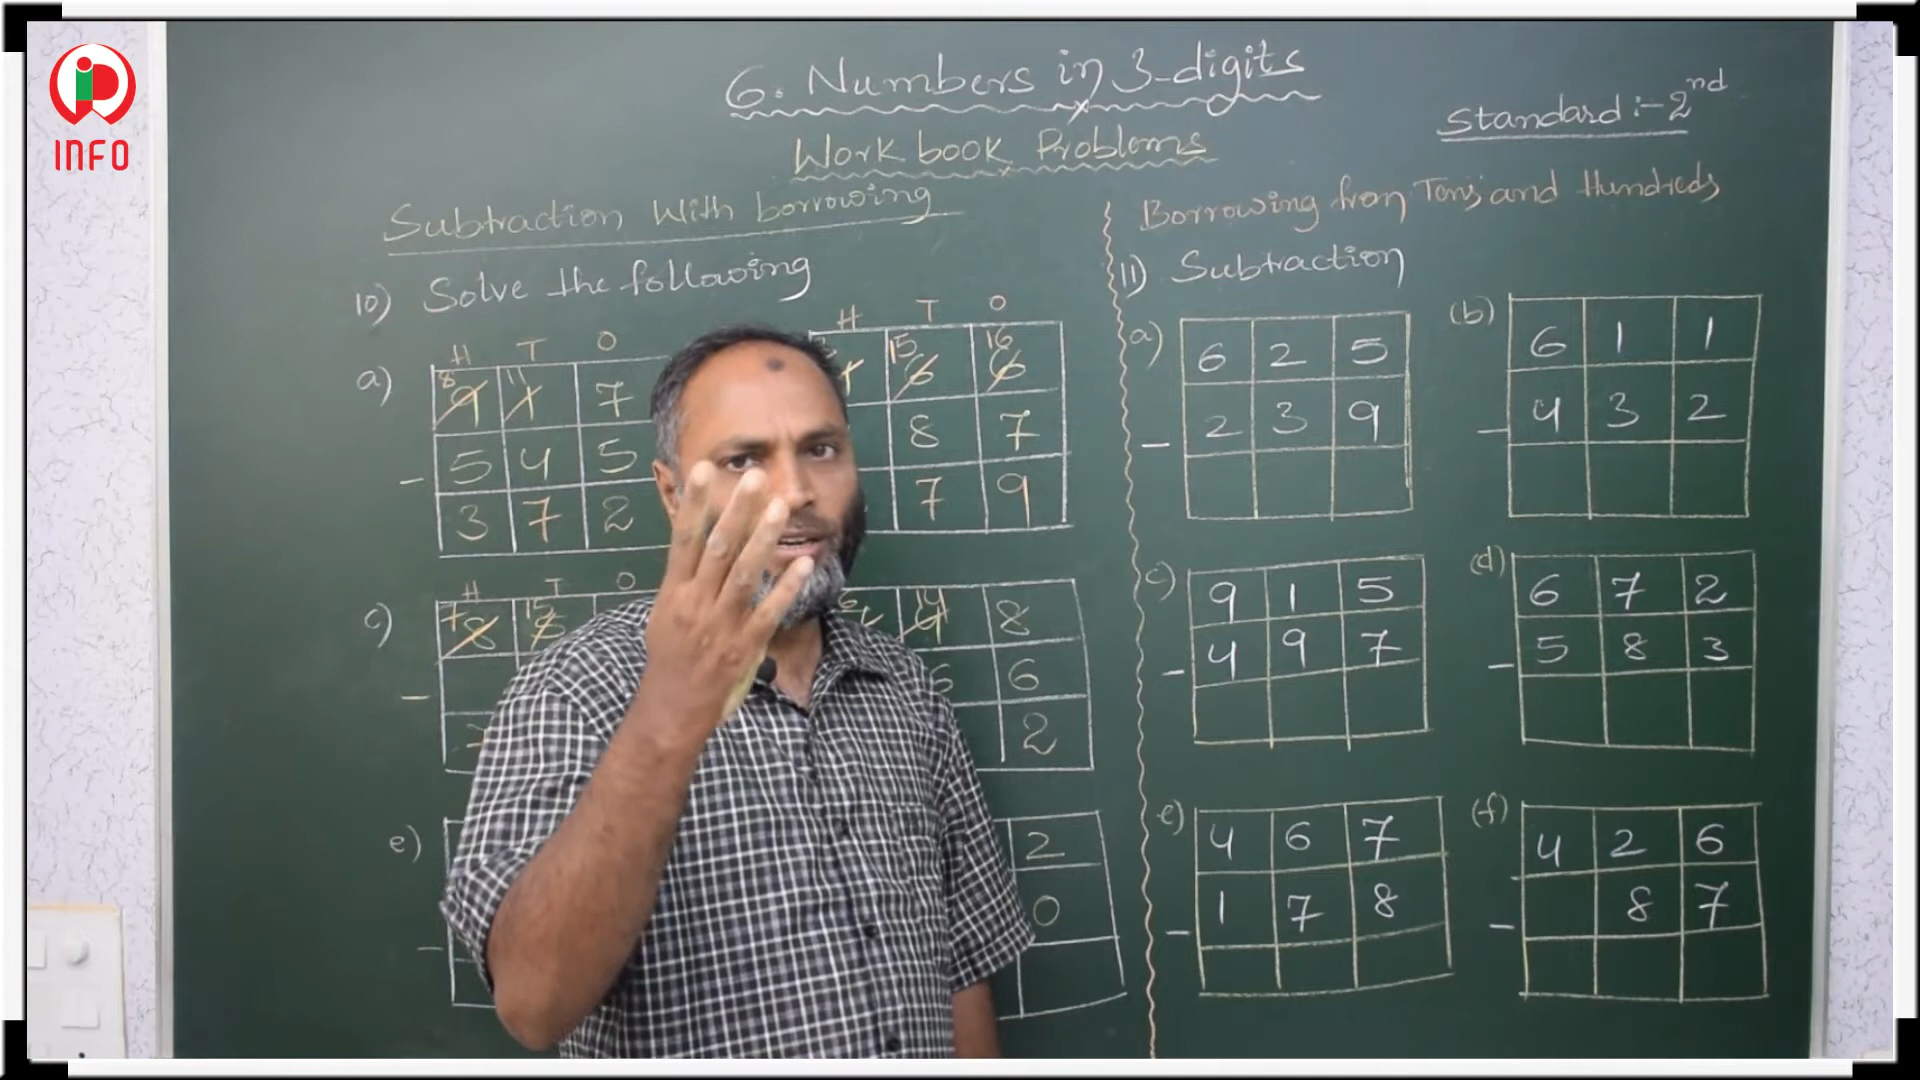 INFO
6. Numbers in 3-digits
Standard :- 2nd
Work book Problems
Subtraction With borrowing
10) Solve the following
a)
H T O
8 11
9 1 7
- 5 4 5
3 7 2
H T O
15 16
6 6
8 7
7 9
c)
H T O
7 15
8
-
14
8
6 6
2
e)
2
0
-
Borrowing from Tens and Hundreds
11) Subtraction
a)
6 2 5
- 2 3 9
(b)
6 1 1
- 4 3 2
c)
9 1 5
- 4 9 7
(d)
6 7 2
- 5 8 3
e)
4 6 7
- 1 7 8
(f)
4 2 6
- 8 7